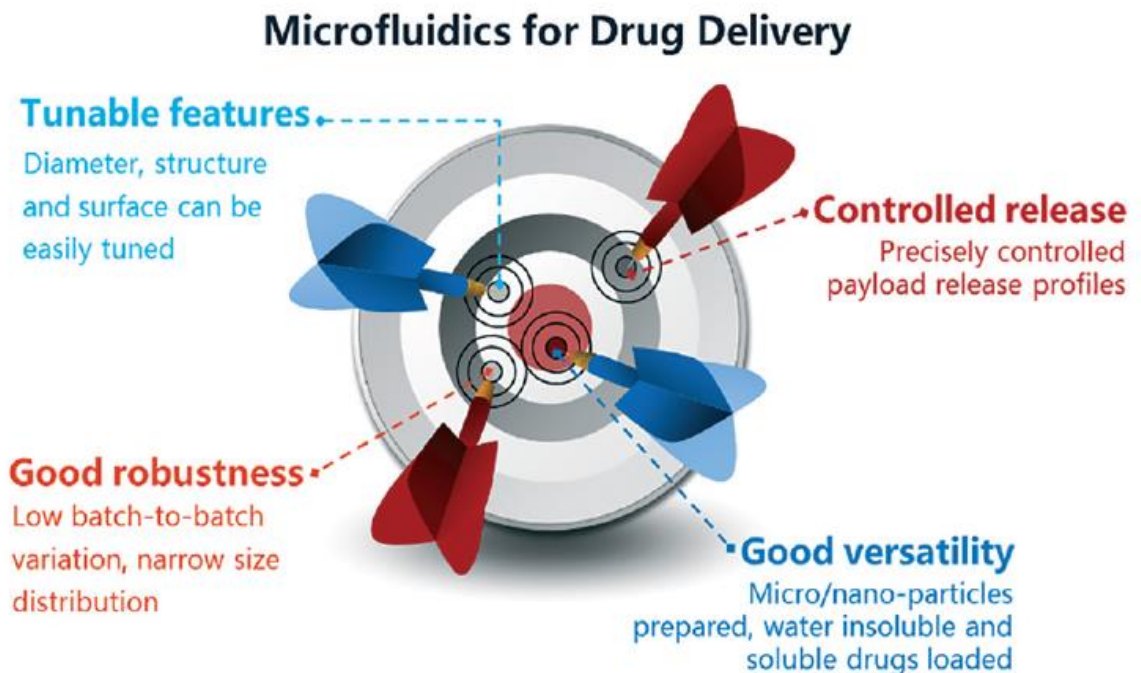 Microfluidics for Drug Delivery
Tunable features
Diameter, structure
and surface can be
easily tuned
Controlled release
Precisely controlled
payload release profiles
Good robustness
Low batch-to-batch
variation, narrow size
distribution
Good versatility
Micro/nano-particles
prepared, water insoluble and
soluble drugs loaded